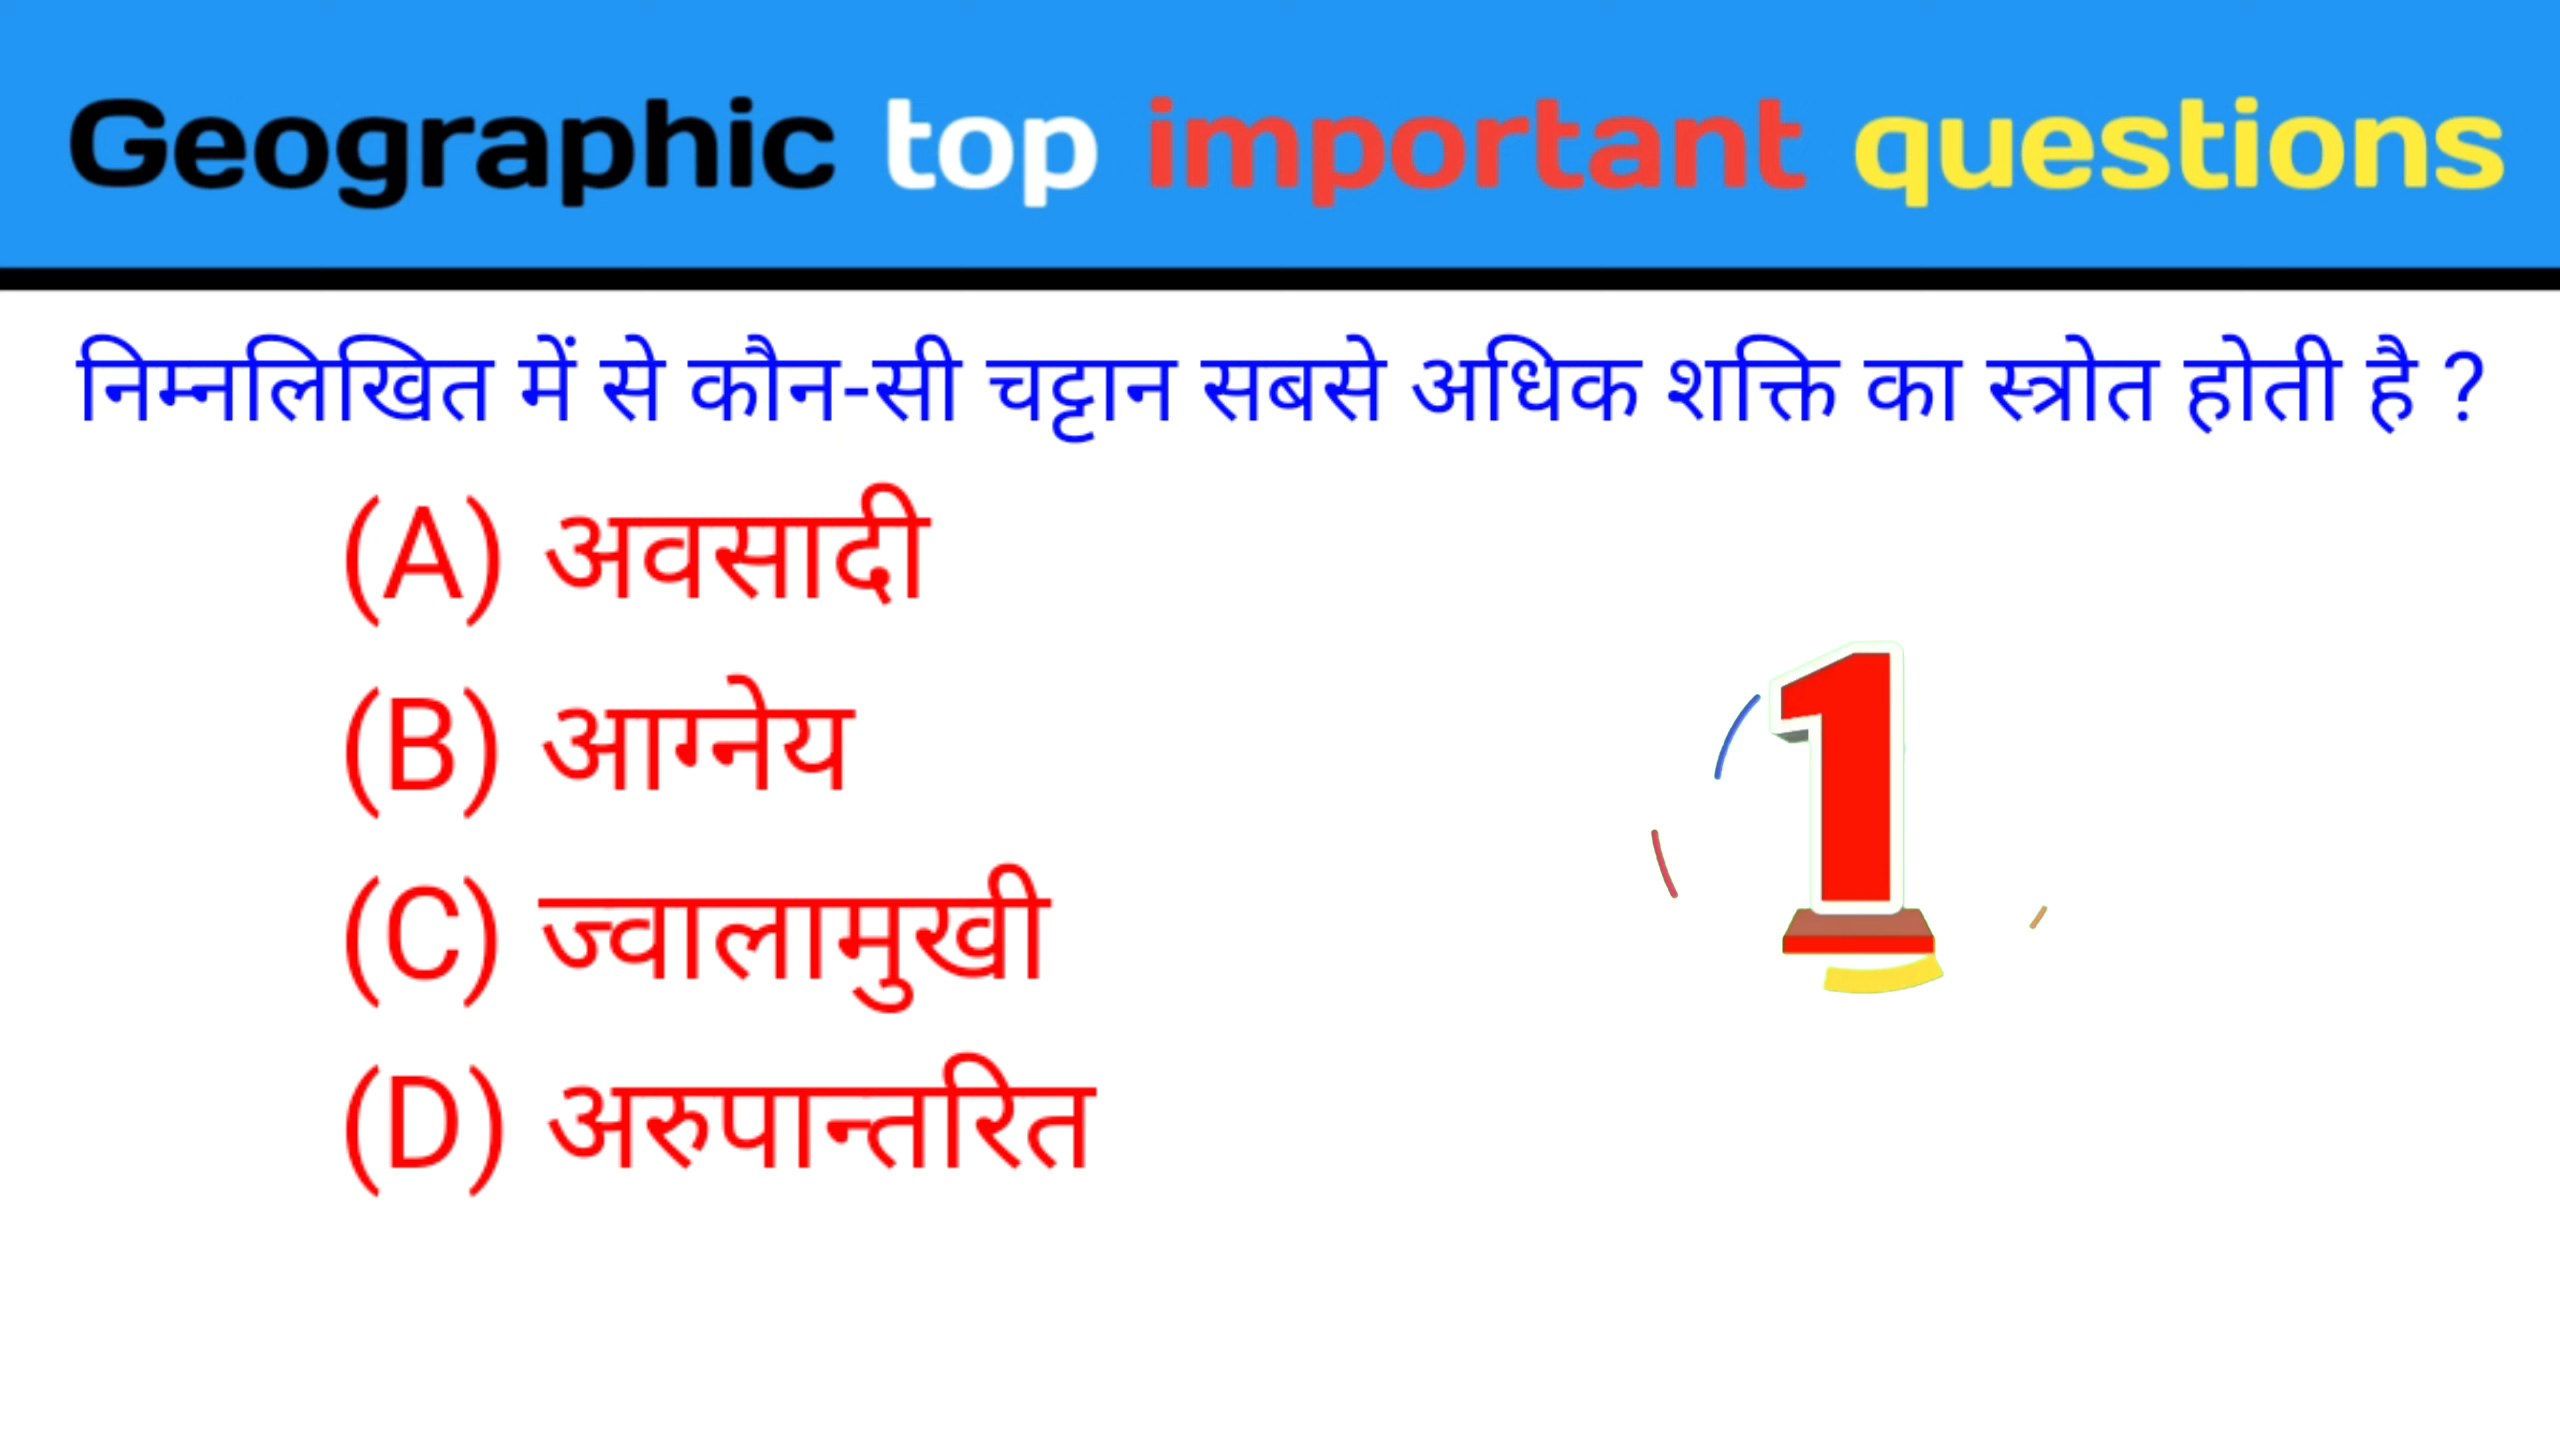 Geographic top important questions
निम्नलिखित में से कौन-सी चट्टान सबसे अधिक शक्ति का स्त्रोत होती है ?
(A) अवसादी
(B) आग्नेय
(C) ज्वालामुखी
1
(D) अरुपान्तरित